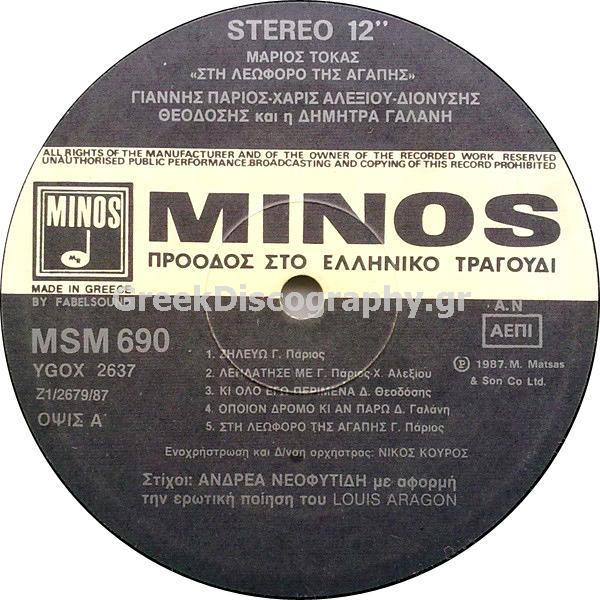 STEREO 12''
ΜΑΡΙΟΣ ΤΟΚΑΣ
«ΣΤΗ ΛΕΩΦΟΡΟ ΤΗΣ ΑΓΑΠΗΣ»
ΓΙΑΝΝΗΣ ΠΑΡΙΟΣ-ΧΑΡΙΣ ΑΛΕΞΙΟΥ-ΔΙΟΝΥΣΗΣ
ΘΕΟΔΟΣΗΣ και η ΔΗΜΗΤΡΑ ΓΑΛΑΝΗ
ALL RIGHTS OF THE MANUFACTURER AND OF THE OWNER OF THE RECORDED WORK RESERVED
UNAUTHORISED PUBLIC PERFORMANCE.BROADCASTING AND COPYING OF THIS RECORD PROHIBITED
MINOS
MINOS
ΠΡΟΟΔΟΣ ΣΤΟ ΕΛΛΗΝΙΚΟ ΤΡΑΓΟΥΔΙ
MADE IN GREECE
BY FABELSOUND
GreekDiscography.gr
A.N
ΑΕΠΙ
MSM 690
YGOX 2637
Z1/2679/87
ΟΨΙΣ Α΄
1. ΖΗΛΕΥΩ Γ. Πάριος
2. ΛΕΗΛΑΤΗΣΕ ΜΕ Γ. Πάριος-Χ. Αλεξίου
3. ΚΙ ΟΛΟ ΕΓΩ ΠΕΡΙΜΕΝΑ Δ. Θεοδόσης
4. ΟΠΟΙΟΝ ΔΡΟΜΟ ΚΙ ΑΝ ΠΑΡΩ Δ. Γαλάνη
5. ΣΤΗ ΛΕΩΦΟΡΟ ΤΗΣ ΑΓΑΠΗΣ Γ. Πάριος
Ⓟ 1987. M. Matsas
& Son Co Ltd.
Ενοχρήστρωση και Δ/νση ορχήστρας: ΝΙΚΟΣ ΚΟΥΡΟΣ
Στίχοι: ΑΝΔΡΕΑ ΝΕΟΦΥΤΙΔΗ με αφορμή
την ερωτική ποίηση του LOUIS ARAGON